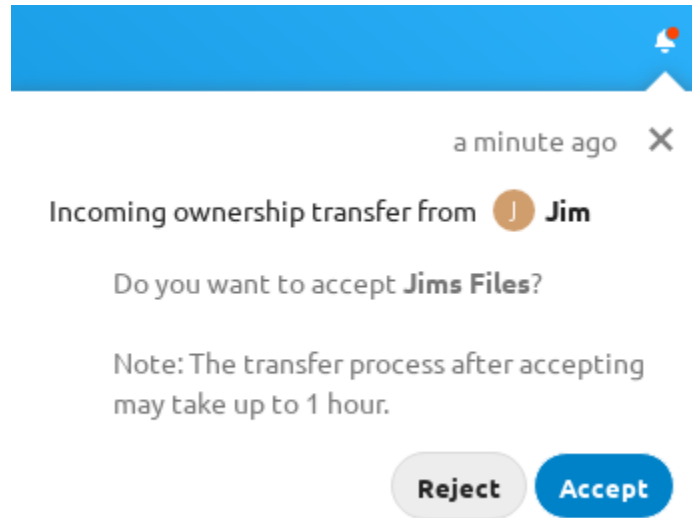 a minute ago
Incoming ownership transfer from J Jim
Do you want to accept Jims Files?
Note: The transfer process after accepting
may take up to 1 hour.
Reject Accept